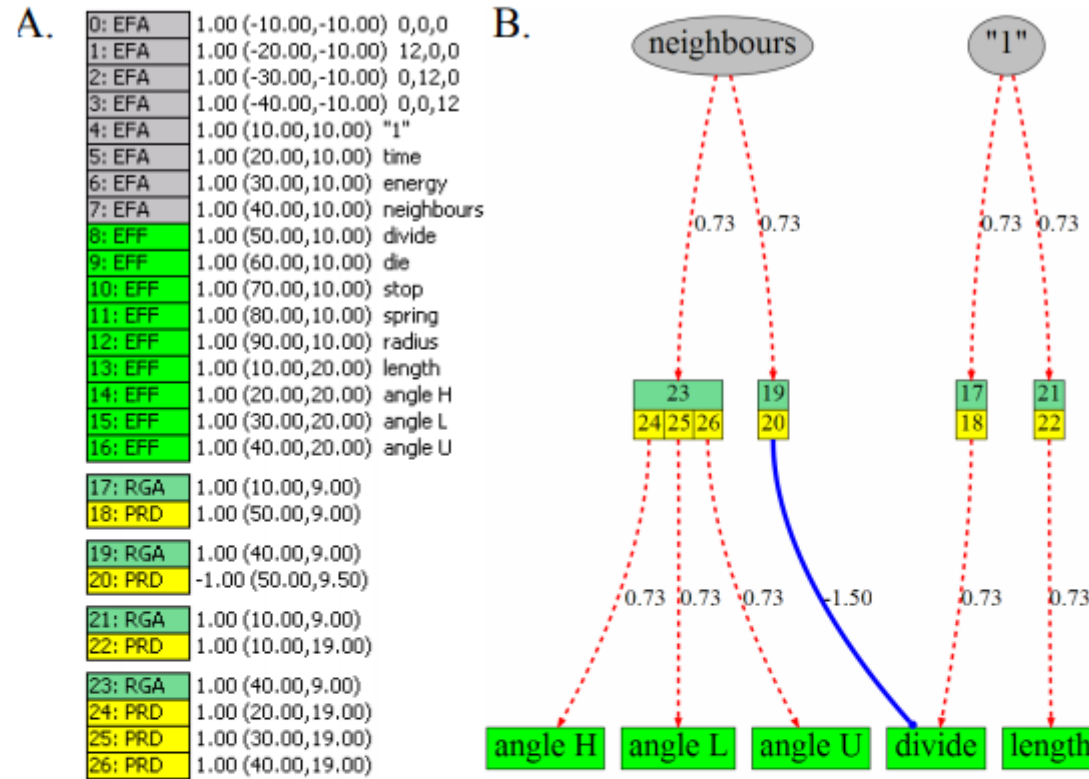 A.
0: EFA 1.00 (-10.00,-10.00) 0,0,0
1: EFA 1.00 (-20.00,-10.00) 12,0,0
2: EFA 1.00 (-30.00,-10.00) 0,12,0
3: EFA 1.00 (-40.00,-10.00) 0,0,12
4: EFA 1.00 (10.00,10.00) "1"
5: EFA 1.00 (20.00,10.00) time
6: EFA 1.00 (30.00,10.00) energy
7: EFA 1.00 (40.00,10.00) neighbours
8: EFF 1.00 (50.00,10.00) divide
9: EFF 1.00 (60.00,10.00) die
10: EFF 1.00 (70.00,10.00) stop
11: EFF 1.00 (80.00,10.00) spring
12: EFF 1.00 (90.00,10.00) radius
13: EFF 1.00 (10.00,20.00) length
14: EFF 1.00 (20.00,20.00) angle H
15: EFF 1.00 (30.00,20.00) angle L
16: EFF 1.00 (40.00,20.00) angle U
17: RGA 1.00 (10.00,9.00)
18: PRD 1.00 (50.00,9.00)
19: RGA 1.00 (40.00,9.00)
20: PRD -1.00 (50.00,9.50)
21: RGA 1.00 (10.00,9.00)
22: PRD 1.00 (10.00,19.00)
23: RGA 1.00 (40.00,9.00)
24: PRD 1.00 (20.00,19.00)
25: PRD 1.00 (30.00,19.00)
26: PRD 1.00 (40.00,19.00)
B.
neighbours "1"
0.73 0.73 0.73 0.73
23 19 17 21
24 25 26 20 18 22
0.73 0.73 0.73 -1.50 0.73 0.73
angle H angle L angle U divide length